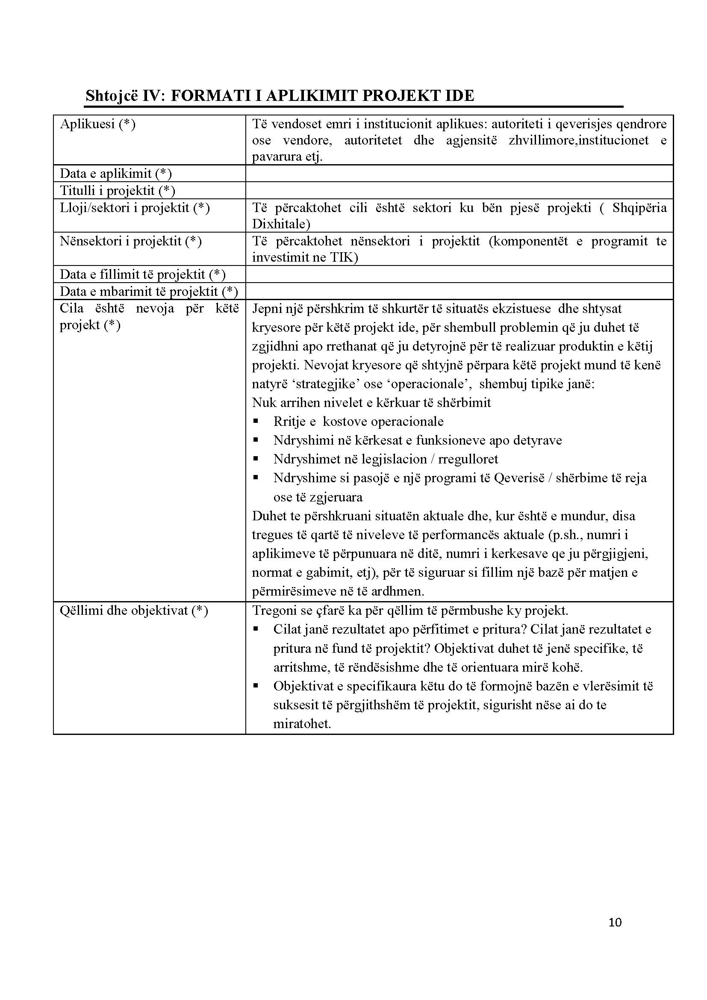 Shtojcë IV: FORMATI I APLIKIMIT PROJEKT IDE
Aplikuesi (*)
Të vendoset emri i institucionit aplikues: autoriteti i qeverisjes qendrore
ose vendore, autoritetet dhe agjensitë zhvillimore,institucionet e
pavarura etj.
Data e aplikimit (*)
Titulli i projektit (*)
Lloji/sektori i projektit (*)
Të përcaktohet cili është sektori ku bën pjesë projekti ( Shqipëria
Dixhitale)
Nënsektori i projektit (*)
Të përcaktohet nënsektori i projektit (komponentët e programit te
investimit ne TIK)
Data e fillimit të projektit (*)
Data e mbarimit të projektit (*)
Cila është nevoja për këtë
projekt (*)
Jepni një përshkrim të shkurtër të situatës ekzistuese dhe shtysat
kryesore për këtë projekt ide, për shembull problemin që ju duhet të
zgjidhni apo rrethanat që ju detyrojnë për të realizuar produktin e këtij
projekti. Nevojat kryesore që shtyjnë përpara këtë projekt mund të kenë
natyrë ‘strategjike’ ose ‘operacionale’, shembuj tipike janë:
Nuk arrihen nivelet e kërkuar të shërbimit
▪ Rritje e kostove operacionale
▪ Ndryshimi në kërkesat e funksioneve apo detyrave
▪ Ndryshimet në legjislacion / rregulloret
▪ Ndryshime si pasojë e një programi të Qeverisë / shërbime të reja
ose të zgjeruara
Duhet te përshkruani situatën aktuale dhe, kur është e mundur, disa
tregues të qartë të niveleve të performancës aktuale (p.sh., numri i
aplikimeve të përpunuara në ditë, numri i kerkesave qe ju përgjigjeni,
normat e gabimit, etj), për të siguruar si fillim një bazë për matjen e
përmirësimeve në të ardhmen.
Qëllimi dhe objektivat (*)
Tregoni se çfarë ka për qëllim të përmbushe ky projekt.
▪ Cilat janë rezultatet apo përfitimet e pritura? Cilat janë rezultatet e
pritura në fund të projektit? Objektivat duhet të jenë specifike, të
arritshme, të rëndësishme dhe të orientuara mirë kohë.
▪ Objektivat e specifikaura këtu do të formojnë bazën e vlerësimit të
suksesit të përgjithshëm të projektit, sigurisht nëse ai do te
miratohet.
10